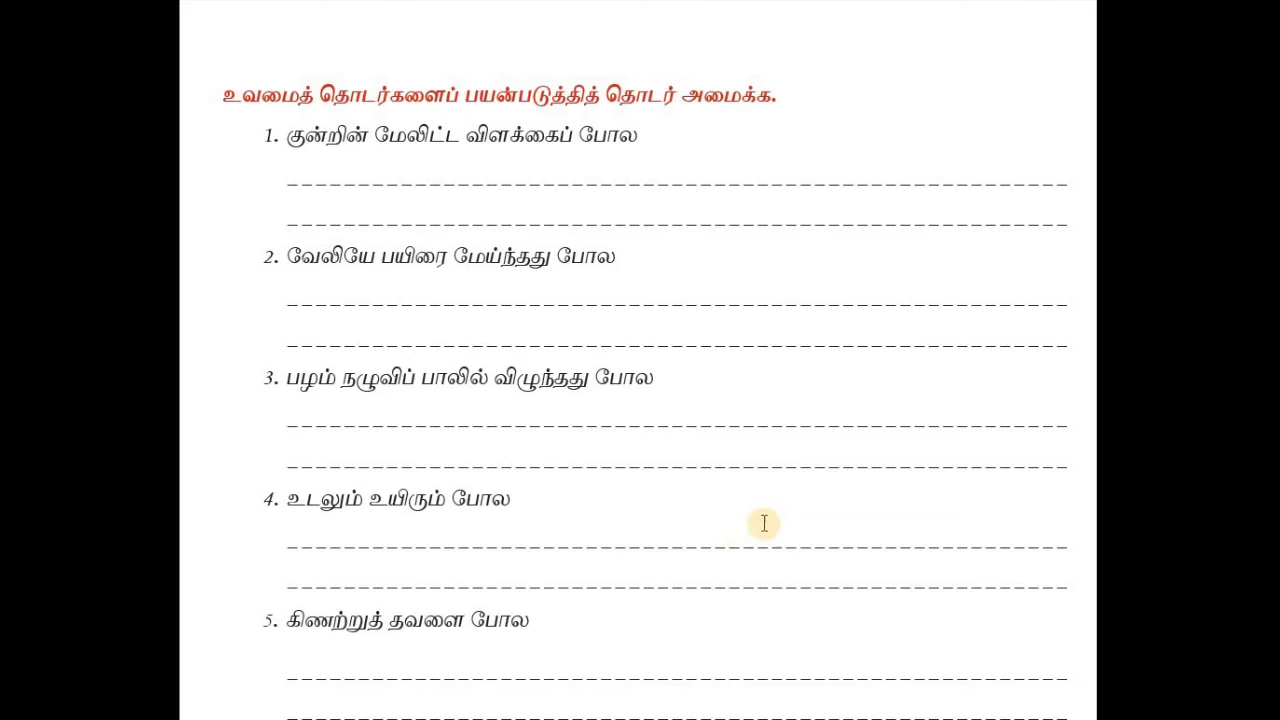 உவமைத் தொடர்களைப் பயன்படுத்தித் தொடர் அமைக்க.
1. குன்றின் மேலிட்ட விளக்கைப் போல
2. வேலியே பயிரை மேய்ந்தது போல
3. பழம் நழுவிப் பாலில் விழுந்தது போல
4. உடலும் உயிரும் போல
5. கிணற்றுத் தவளை போல